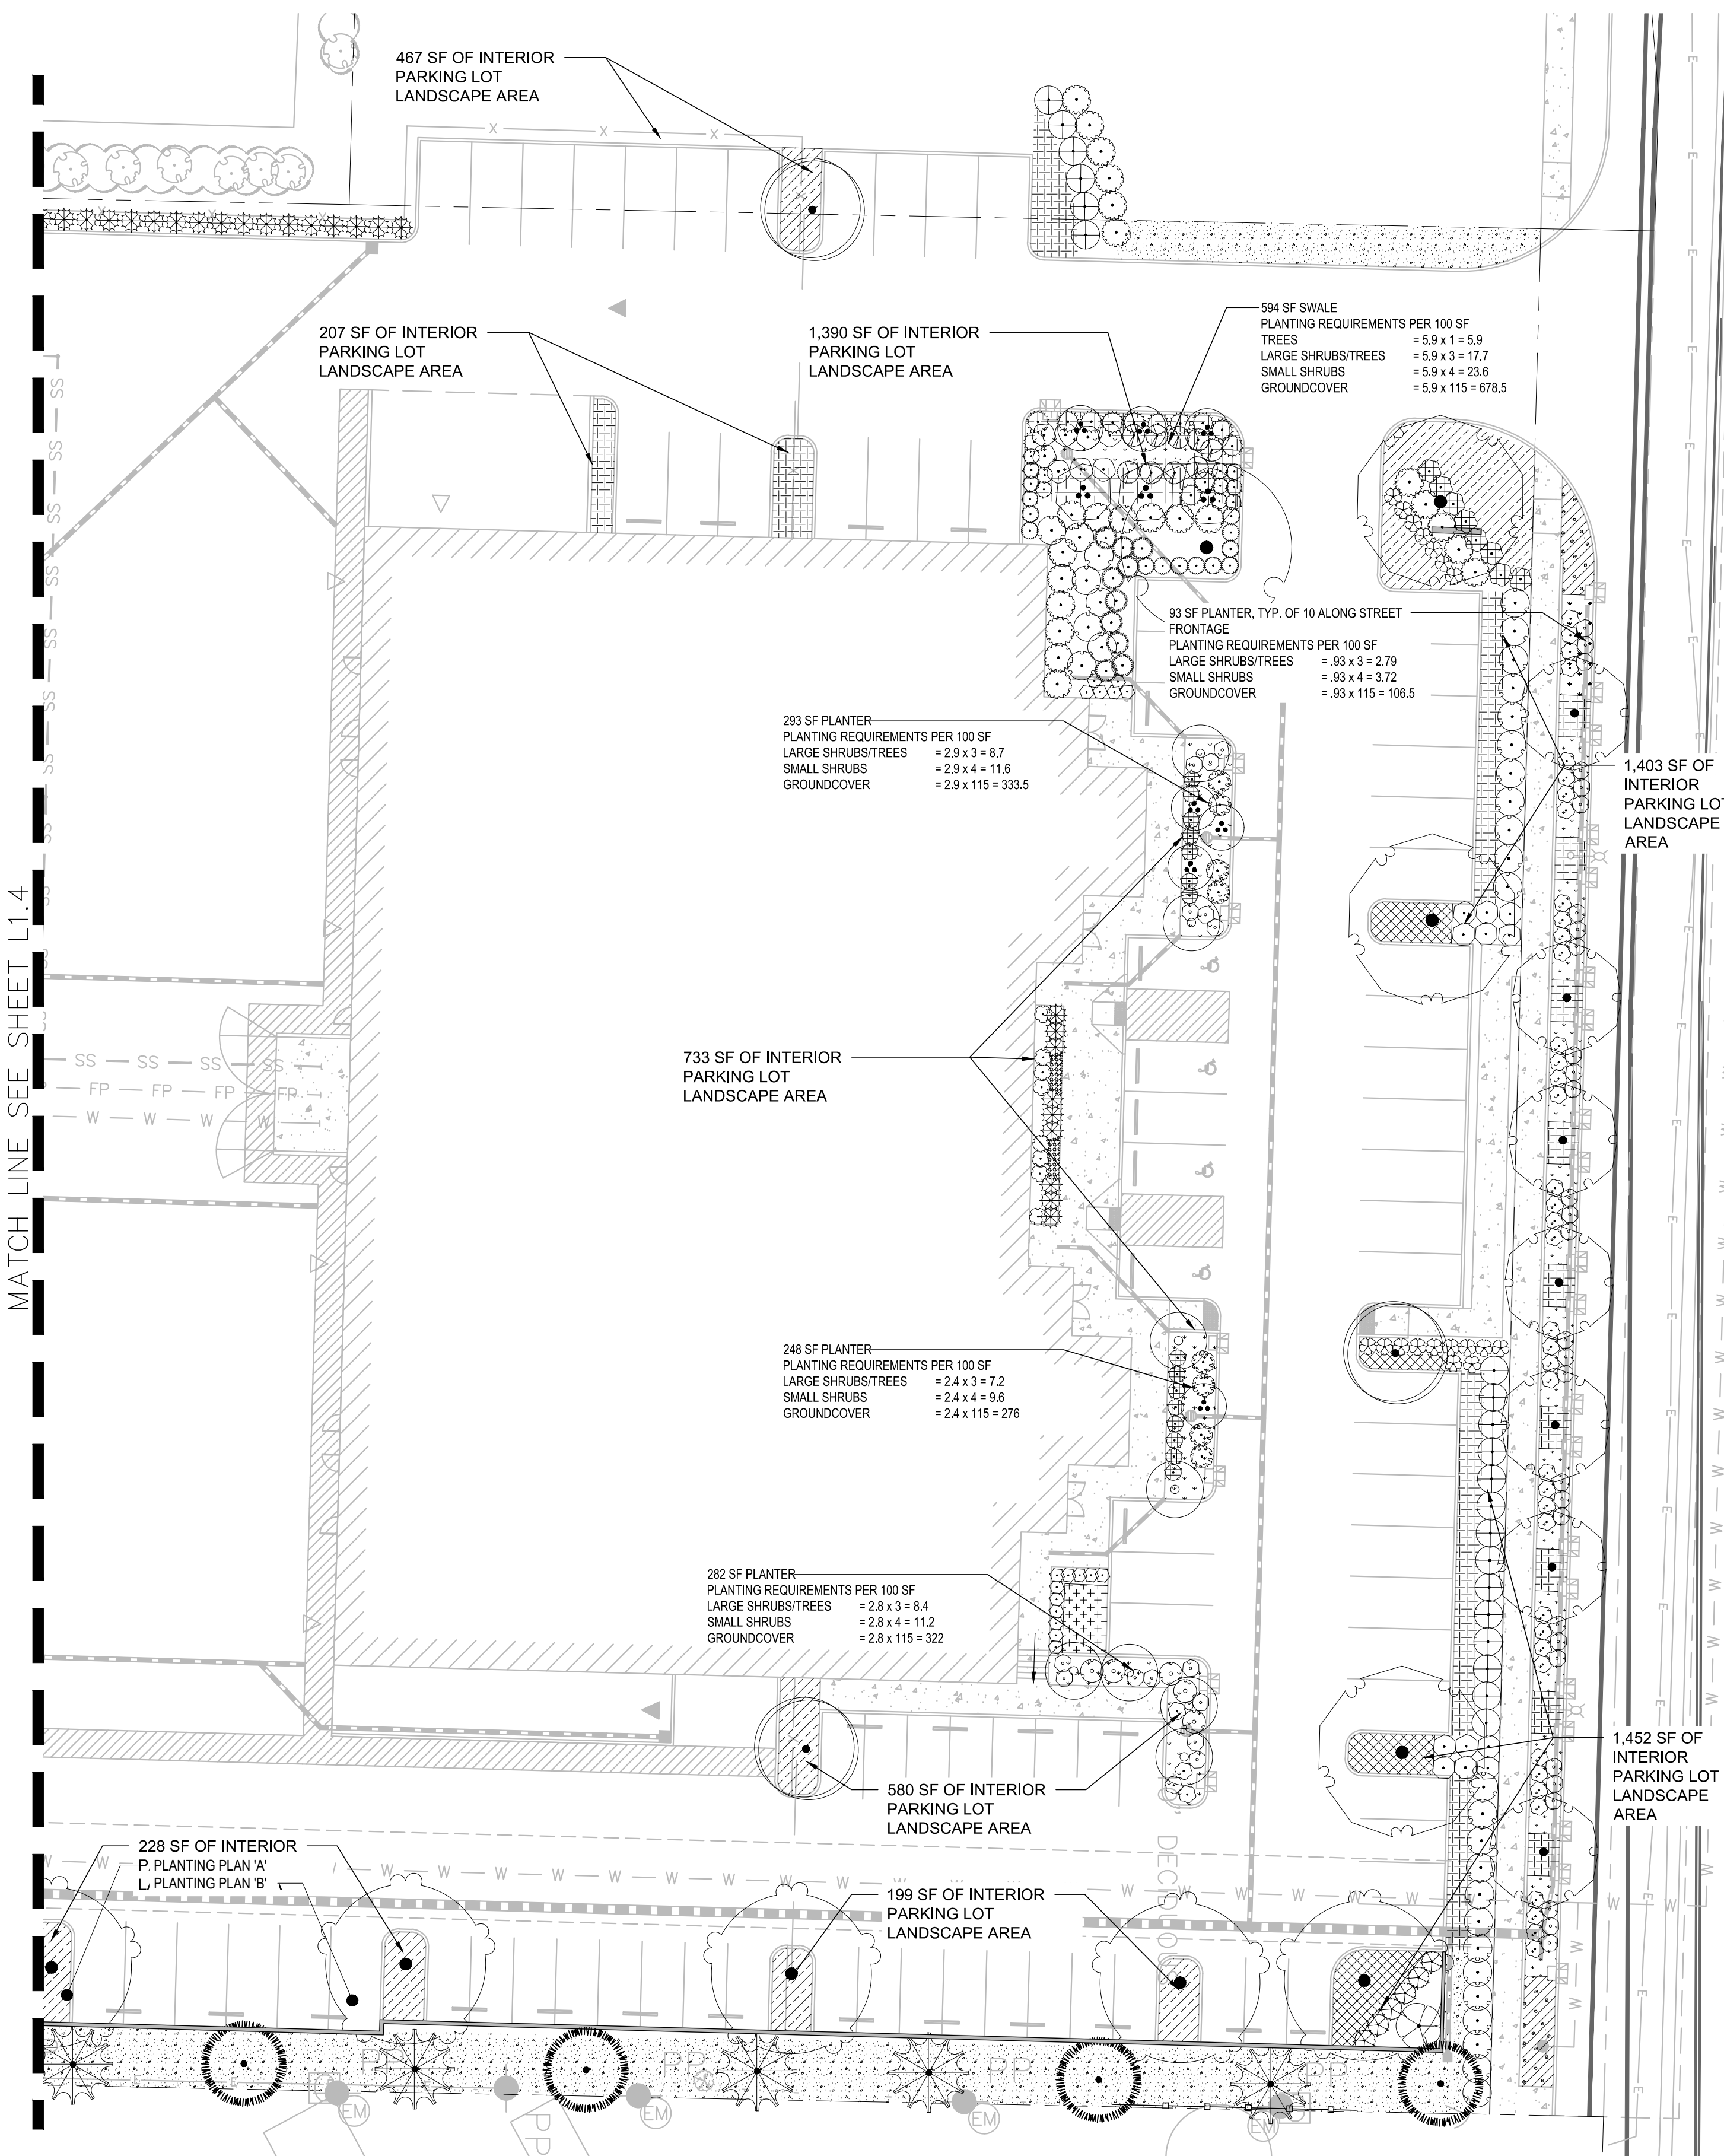 467 SF OF INTERIOR
PARKING LOT
LANDSCAPE AREA
X X X
207 SF OF INTERIOR
PARKING LOT
LANDSCAPE AREA
1,390 SF OF INTERIOR
PARKING LOT
LANDSCAPE AREA
594 SF SWALE
PLANTING REQUIREMENTS PER 100 SF
TREES = 5.9 x 1 = 5.9
LARGE SHRUBS/TREES = 5.9 x 3 = 17.7
SMALL SHRUBS = 5.9 x 4 = 23.6
GROUNDCOVER = 5.9 x 115 = 678.5
93 SF PLANTER, TYP. OF 10 ALONG STREET
FRONTAGE
PLANTING REQUIREMENTS PER 100 SF
LARGE SHRUBS/TREES = .93 x 3 = 2.79
SMALL SHRUBS = .93 x 4 = 3.72
GROUNDCOVER = .93 x 115 = 106.5
293 SF PLANTER
PLANTING REQUIREMENTS PER 100 SF
LARGE SHRUBS/TREES = 2.9 x 3 = 8.7
SMALL SHRUBS = 2.9 x 4 = 11.6
GROUNDCOVER = 2.9 x 115 = 333.5
1,403 SF OF
INTERIOR
PARKING LOT
LANDSCAPE
AREA
MATCH LINE SEE SHEET L1.4
SS SS SS SS
FP FP FP FP
W W W W
733 SF OF INTERIOR
PARKING LOT
LANDSCAPE AREA
248 SF PLANTER
PLANTING REQUIREMENTS PER 100 SF
LARGE SHRUBS/TREES = 2.4 x 3 = 7.2
SMALL SHRUBS = 2.4 x 4 = 9.6
GROUNDCOVER = 2.4 x 115 = 276
282 SF PLANTER
PLANTING REQUIREMENTS PER 100 SF
LARGE SHRUBS/TREES = 2.8 x 3 = 8.4
SMALL SHRUBS = 2.8 x 4 = 11.2
GROUNDCOVER = 2.8 x 115 = 322
1,452 SF OF
INTERIOR
PARKING LOT
LANDSCAPE
AREA
580 SF OF INTERIOR
PARKING LOT
LANDSCAPE AREA
228 SF OF INTERIOR
PLANTING PLAN 'A'
PLANTING PLAN 'B'
199 SF OF INTERIOR
PARKING LOT
LANDSCAPE AREA
PP PP
EM EM EM EM
PP